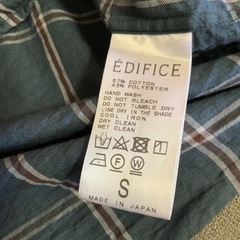 ÉDIFICE
57% COTTON
43% POLYESTER
HAND WASH
DO NOT BLEACH
DO NOT TUMBLE DRY
LINE DRY IN THE SHADE
COOL IRON
DRY CLEAN
WET CLEAN
F W
S
MADE IN JAPAN